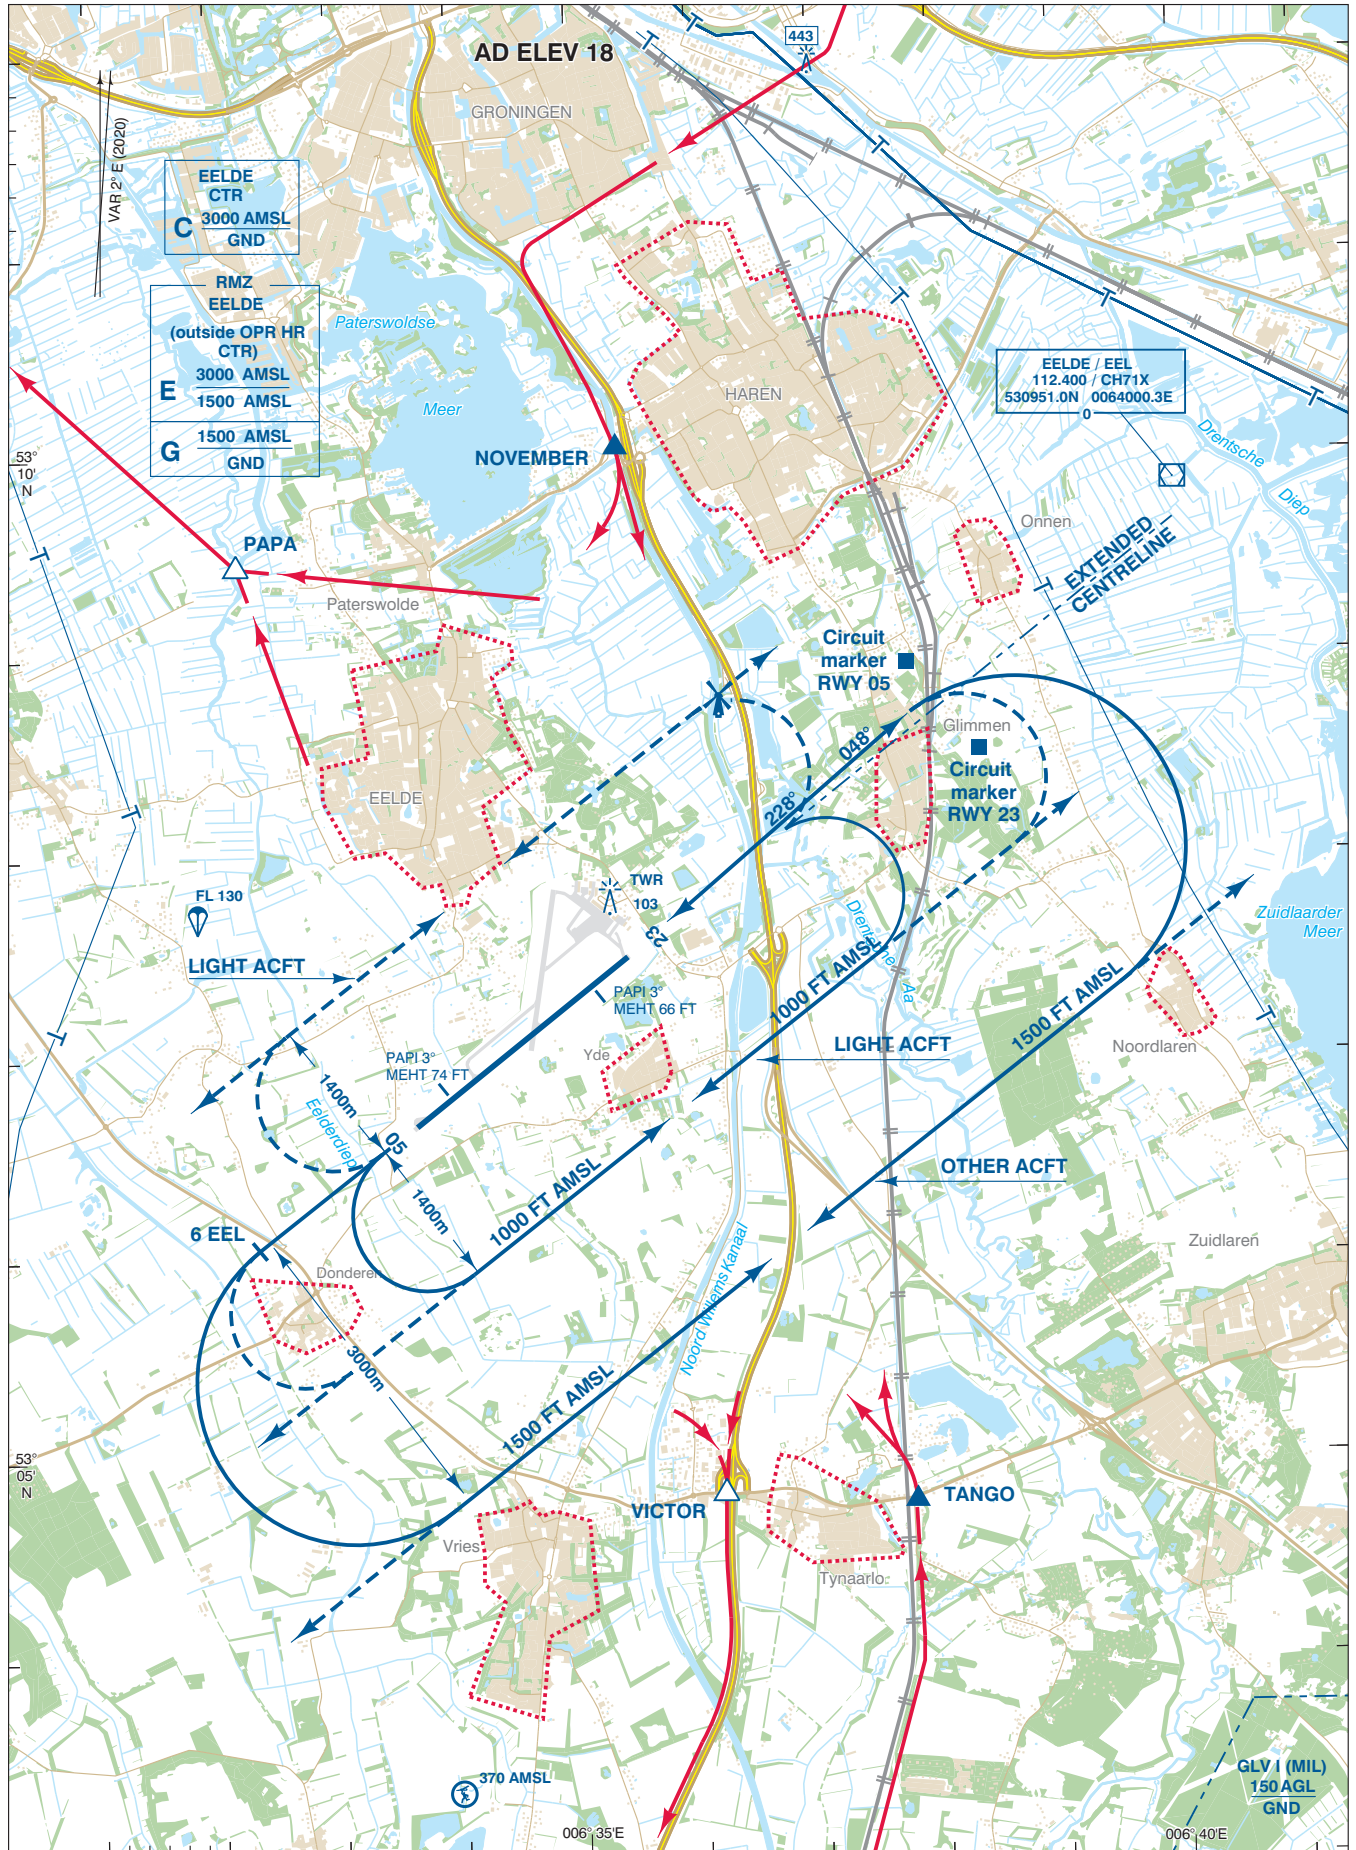 443
AD ELEV 18
GRONINGEN
VAR 2° E (2020)
EELDE
CTR
C 3000 AMSL
GND
RMZ
EELDE
(outside OPR HR
CTR)
E 3000 AMSL
1500 AMSL
G 1500 AMSL
GND
Paterswoldse
Meer
HAREN
EELDE / EEL
112.400 / CH71X
530951.0N 0064000.3E
0
Drentsche
Diep
NOVEMBER
53°
10'
N
Onnen
EXTENDED
CENTRELINE
PAPA
Paterswolde
Circuit
marker
RWY 05
Glimmen
Circuit
marker
RWY 23
048°
228°
EELDE
TWR
103
FL 130
LIGHT ACFT
23
Drentsche Aa
Zuidlaarder
Meer
PAPI 3°
MEHT 66 FT
1000 FT AMSL
1500 FT AMSL
LIGHT ACFT
Noordlaren
Yde
PAPI 3°
MEHT 74 FT
1400m
Eelderdiep
05
1400m
1000 FT AMSL
OTHER ACFT
6 EEL
Donderen
Zuidlaren
Noord Willems Kanaal
3000m
1500 FT AMSL
53°
05'
N
VICTOR
TANGO
Vries
Tynaarlo
370 AMSL
GLV I (MIL)
150 AGL
GND
006° 35'E
006° 40'E